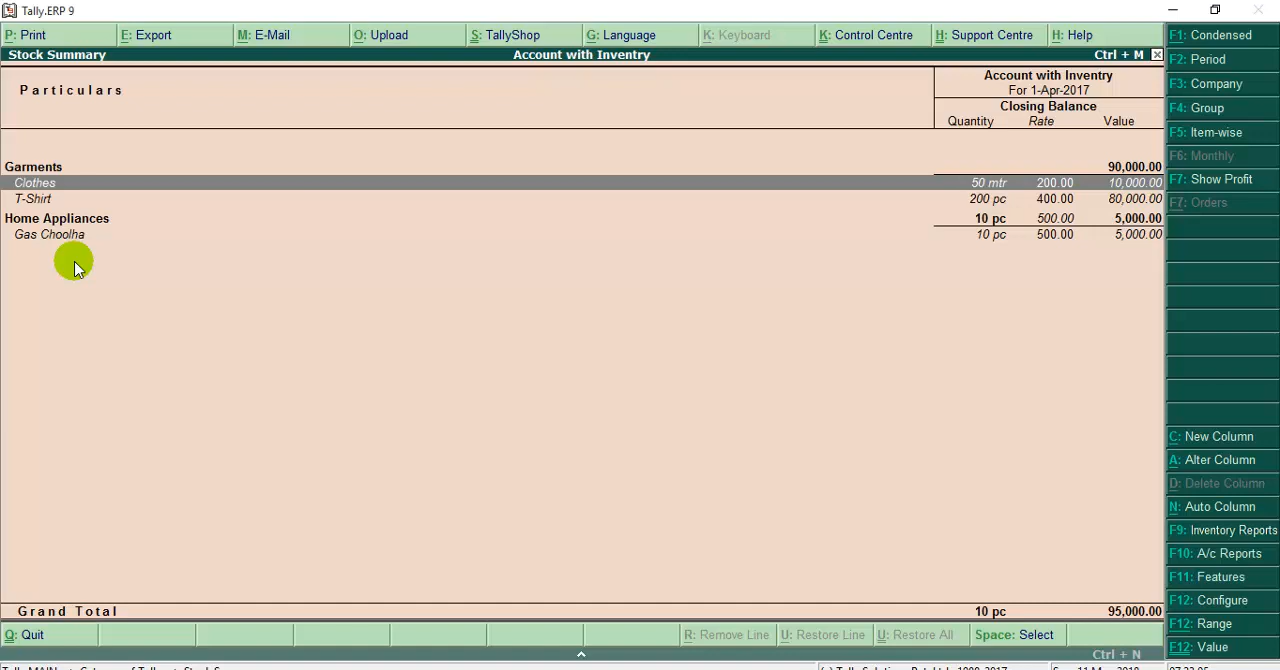 Tally.ERP 9
P: Print E: Export M: E-Mail O: Upload S: TallyShop G: Language K: Keyboard K: Control Centre H: Support Centre H: Help
Stock Summary Account with Inventry Ctrl + M
Particulars
Account with Inventry
For 1-Apr-2017
Closing Balance
Quantity Rate Value
Garments 90,000.00
Clothes 50 mtr 200.00 10,000.00
T-Shirt 200 pc 400.00 80,000.00
Home Appliances 10 pc 500.00 5,000.00
Gas Choolha 10 pc 500.00 5,000.00
Grand Total 10 pc 95,000.00
Q: Quit R: Remove Line U: Restore Line U: Restore All Space: Select
Ctrl + N
F1: Condensed
F2: Period
F3: Company
F4: Group
F5: Item-wise
F6: Monthly
F7: Show Profit
F7: Orders
C: New Column
A: Alter Column
D: Delete Column
N: Auto Column
F9: Inventory Reports
F10: A/c Reports
F11: Features
F12: Configure
F12: Range
F12: Value